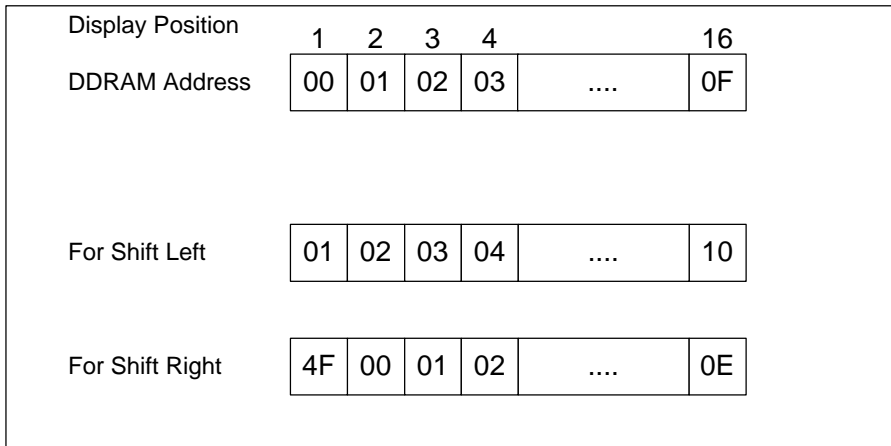 Display Position
1 2 3 4 16
DDRAM Address 00 01 02 03 .... 0F
For Shift Left 01 02 03 04 .... 10
For Shift Right 4F 00 01 02 .... 0E